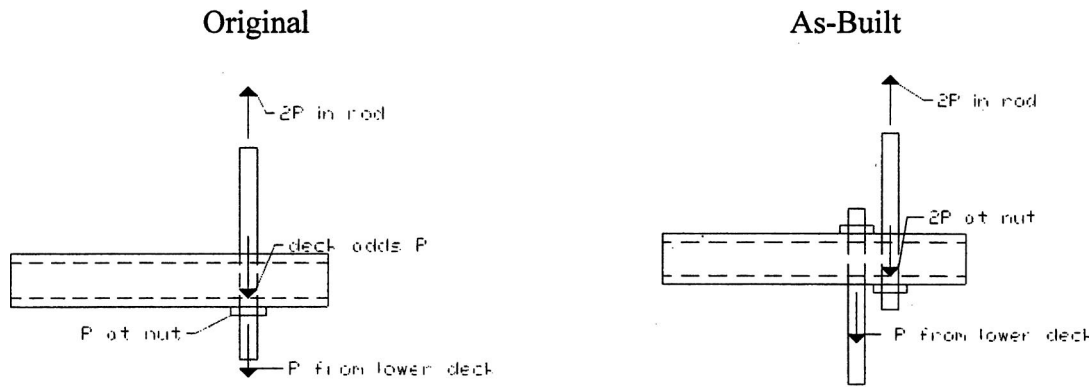 Original
As-Built
2P in rod
deck adds P
P at nut
P from lower deck
2P in rod
2P at nut
P from lower deck